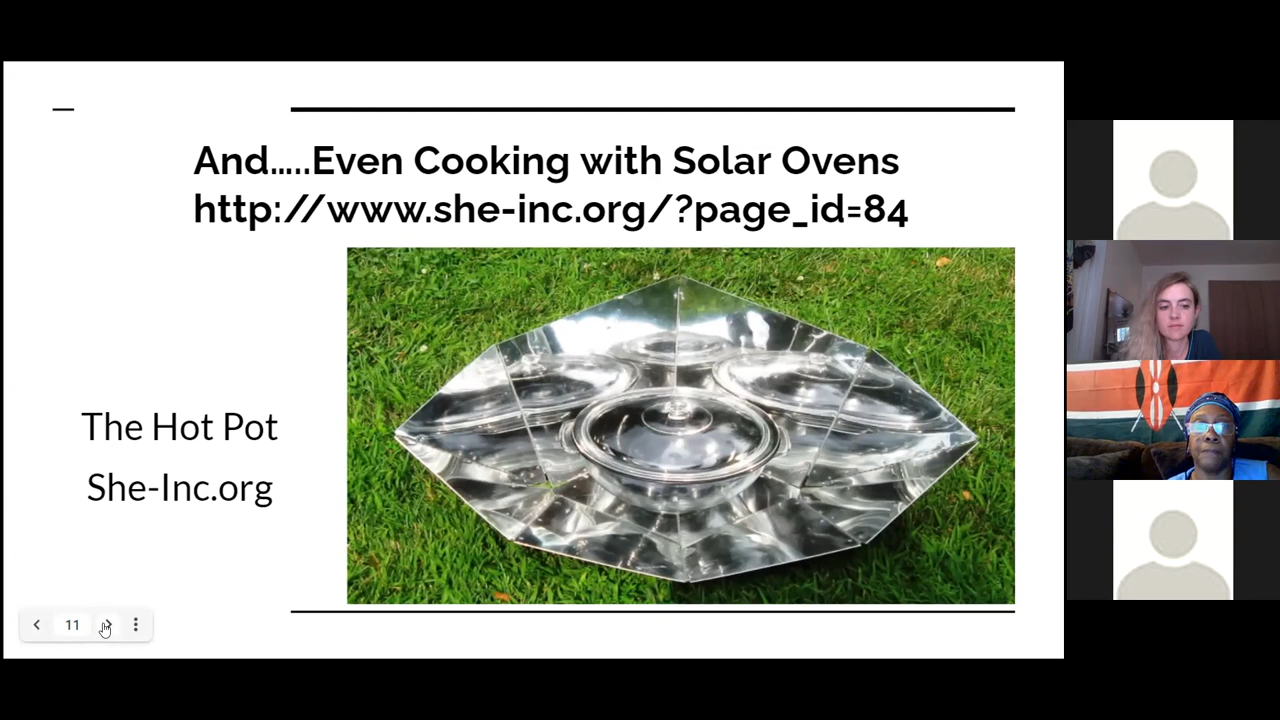 And.....Even Cooking with Solar Ovens
http://www.she-inc.org/?page_id=84
The Hot Pot
She-Inc.org
11